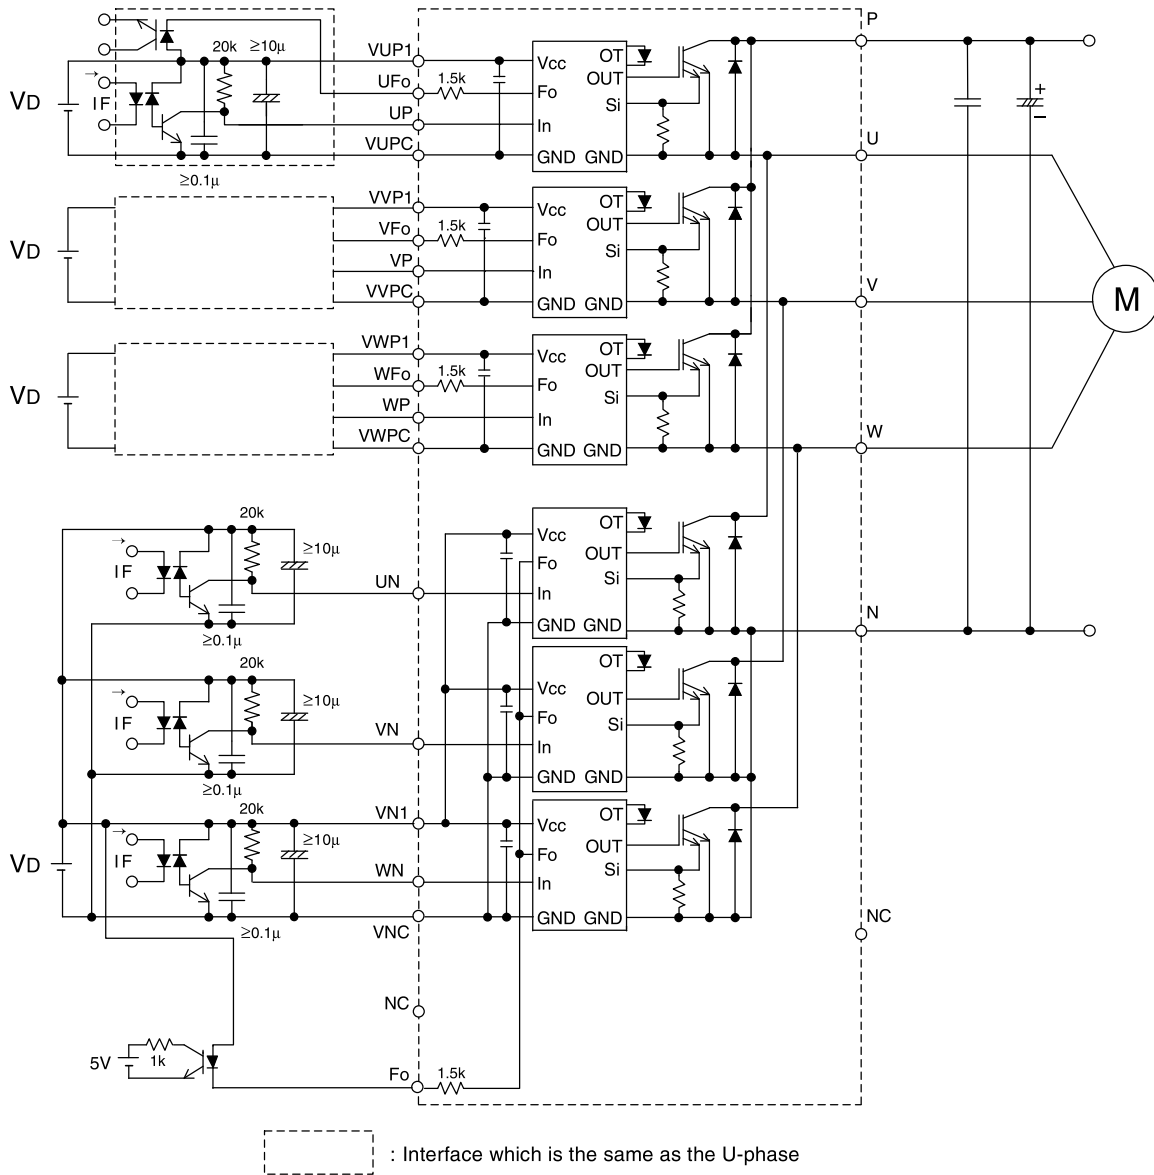 P
20k ≥10μ
VUP1
Vcc OT
→
IF
VD
UFo 1.5k
Fo OUT
UP
Si
In
+
−
VUPC
GND GND
U
≥0.1μ
VVP1
Vcc OT
VD
VFo 1.5k
Fo OUT
VP
Si
In
VVPC
GND GND
V
M
VWP1
Vcc OT
VD
WFo 1.5k
Fo OUT
WP
Si
In
VWPC
GND GND
W
20k
→
IF
≥10μ
UN
≥0.1μ
Vcc OT
Fo OUT
Si
In
GND GND
N
20k
→
IF
≥10μ
VN
≥0.1μ
Vcc OT
Fo OUT
Si
In
GND GND
20k
VN1
→
IF
≥10μ
VD
WN
≥0.1μ
VNC
Vcc OT
Fo OUT
Si
In
GND GND
NC
NC
5V
1k
Fo 1.5k
: Interface which is the same as the U-phase